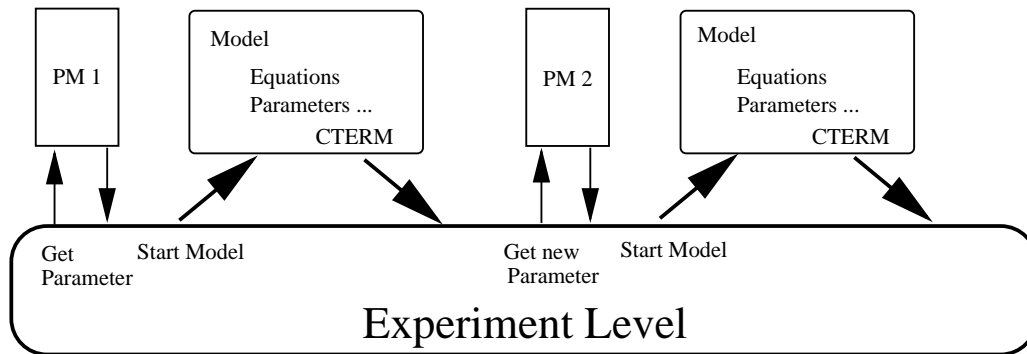 PM 1
Model
Equations
Parameters ...
CTERM
PM 2
Model
Equations
Parameters ...
CTERM
Get
Parameter
Start Model
Get new
Parameter
Start Model
Experiment Level